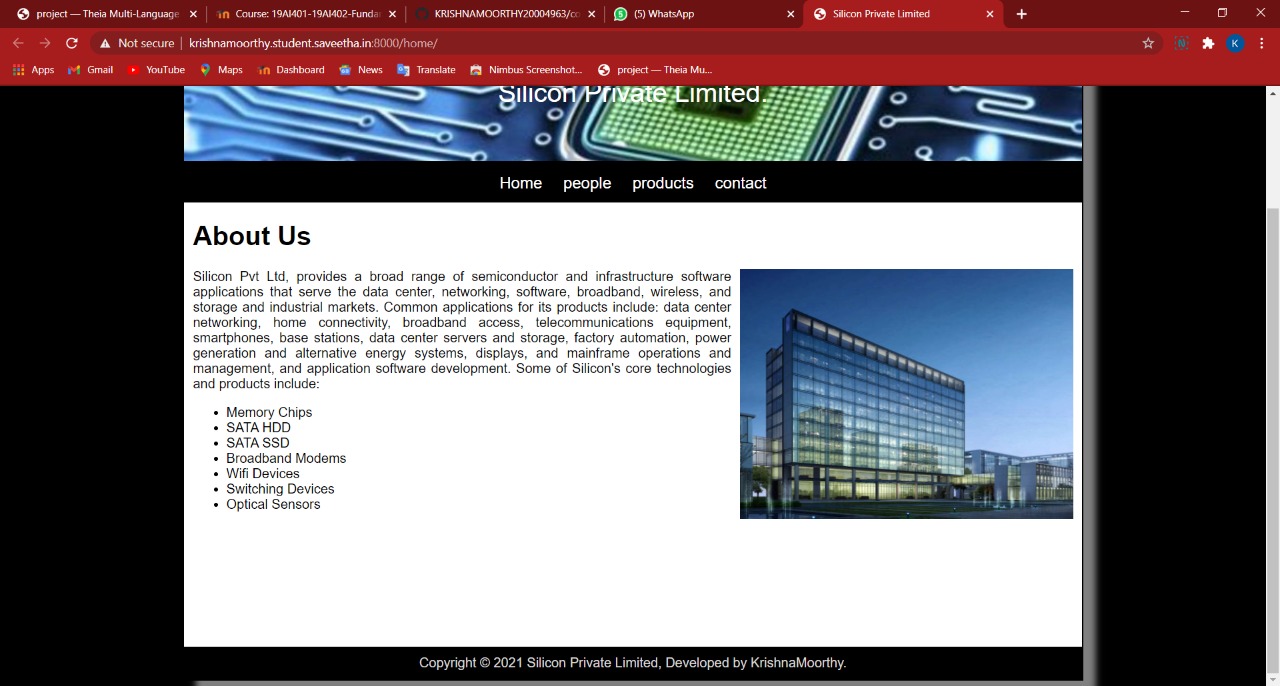 project — Theia Multi-Language
Course: 19AI401-19AI402-Funda
KRISHNAMOORTHY20004963/co
(5) WhatsApp
Silicon Private Limited
Not secure
krishnamoorthy.student.saveetha.in:8000/home/
K
Apps
Gmail
YouTube
Maps
Dashboard
News
Translate
Nimbus Screenshot...
project — Theia Mu...
Silicon Private Limited.
Home people products contact
About Us
Silicon Pvt Ltd, provides a broad range of semiconductor and infrastructure software
applications that serve the data center, networking, software, broadband, wireless, and
storage and industrial markets. Common applications for its products include: data center
networking, home connectivity, broadband access, telecommunications equipment,
smartphones, base stations, data center servers and storage, factory automation, power
generation and alternative energy systems, displays, and mainframe operations and
management, and application software development. Some of Silicon's core technologies
and products include:
• Memory Chips
• SATA HDD
• SATA SSD
• Broadband Modems
• Wifi Devices
• Switching Devices
• Optical Sensors
Copyright © 2021 Silicon Private Limited, Developed by KrishnaMoorthy.